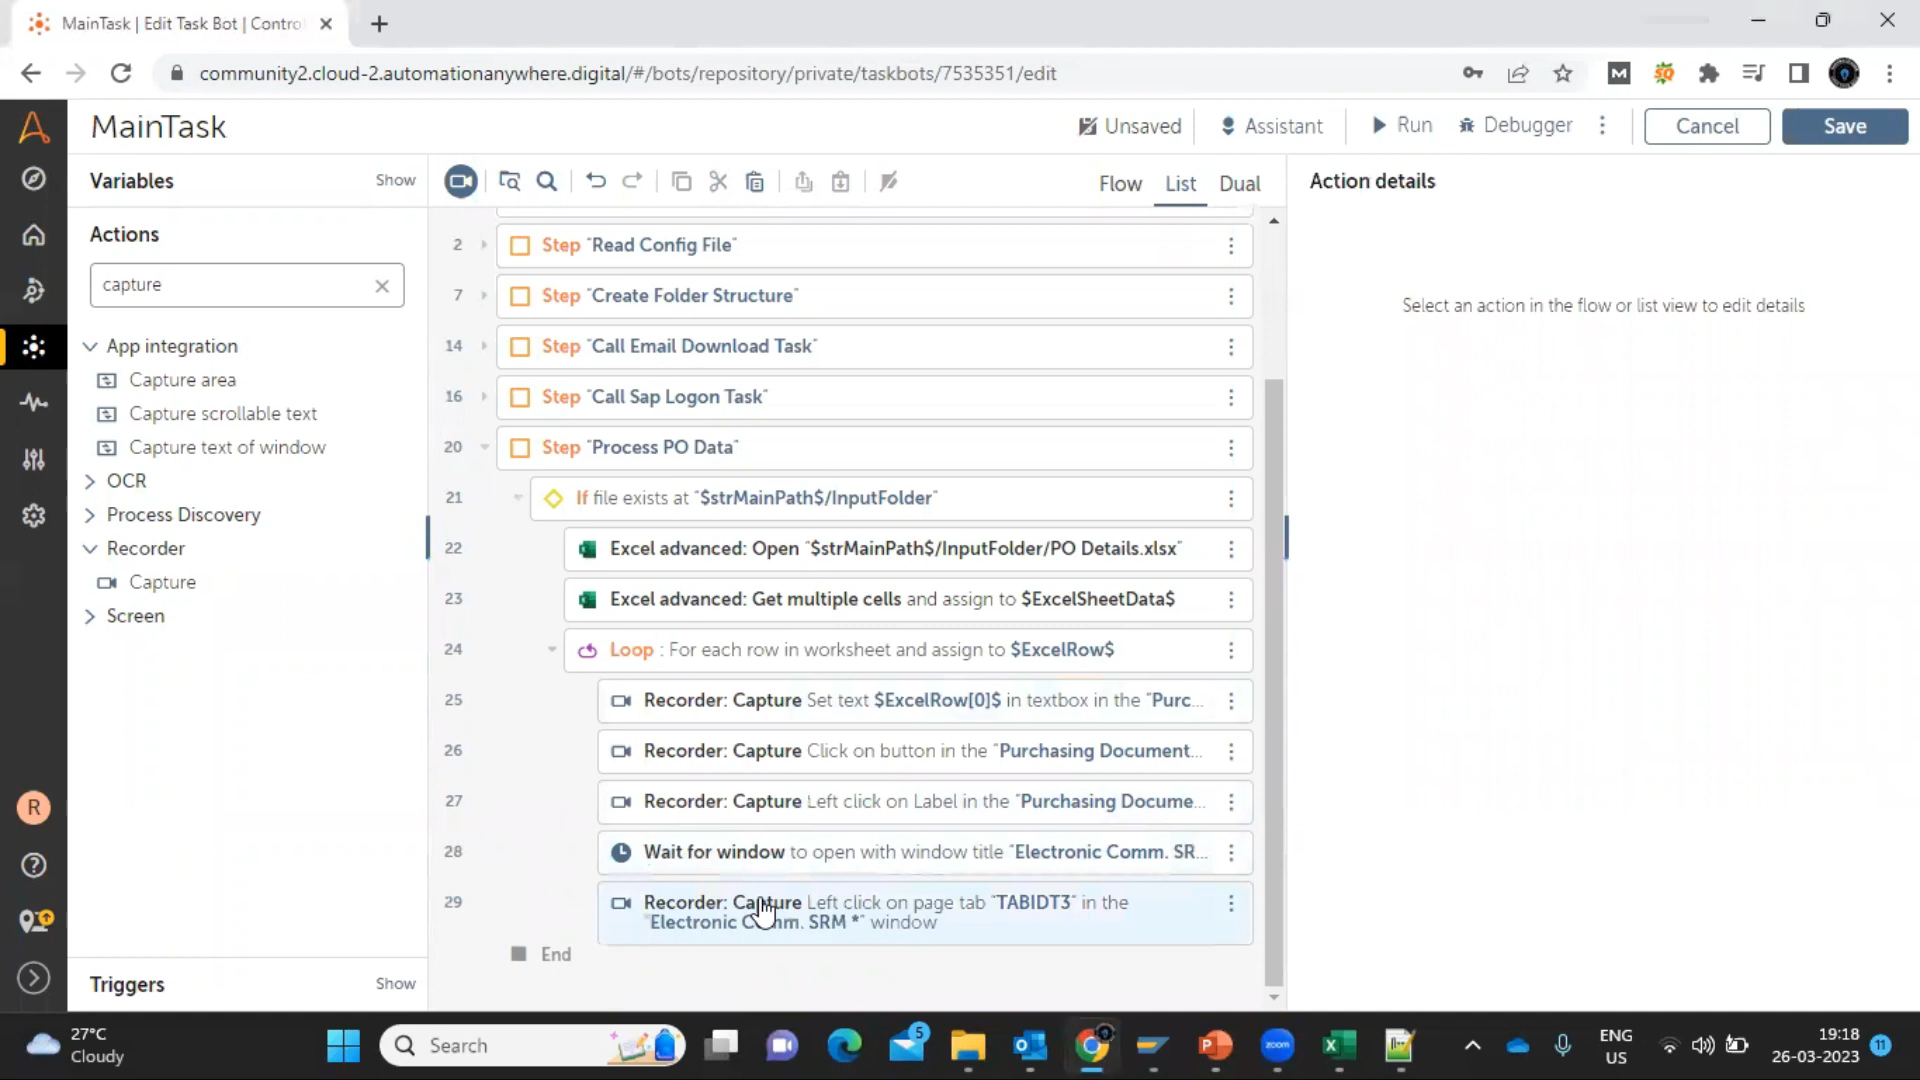 MainTask | Edit Task Bot | Contro
community2.cloud-2.automationanywhere.digital/#/bots/repository/private/taskbots/7535351/edit
MainTask
Unsaved
Assistant
Run
Debugger
Cancel
Save
Variables
Show
Flow
List
Dual
Action details
Actions
capture
Select an action in the flow or list view to edit details
App integration
Capture area
Capture scrollable text
Capture text of window
OCR
Process Discovery
Recorder
Capture
Screen
2 Step "Read Config File"
7 Step "Create Folder Structure"
14 Step "Call Email Download Task"
16 Step "Call Sap Logon Task"
20 Step "Process PO Data"
21 If file exists at "$strMainPath$/InputFolder"
22 Excel advanced: Open "$strMainPath$/InputFolder/PO Details.xlsx"
23 Excel advanced: Get multiple cells and assign to $ExcelSheetData$
24 Loop : For each row in worksheet and assign to $ExcelRow$
25 Recorder: Capture Set text $ExcelRow[0]$ in textbox in the "Purc...
26 Recorder: Capture Click on button in the "Purchasing Document...
27 Recorder: Capture Left click on Label in the "Purchasing Docume...
28 Wait for window to open with window title "Electronic Comm. SR...
29 Recorder: Capture Left click on page tab "TABIDT3" in the
"Electronic Comm. SRM *" window
End
R
Triggers
Show
27°C
Cloudy
Search
5
zoom
ENG
US
19:18
26-03-2023
11